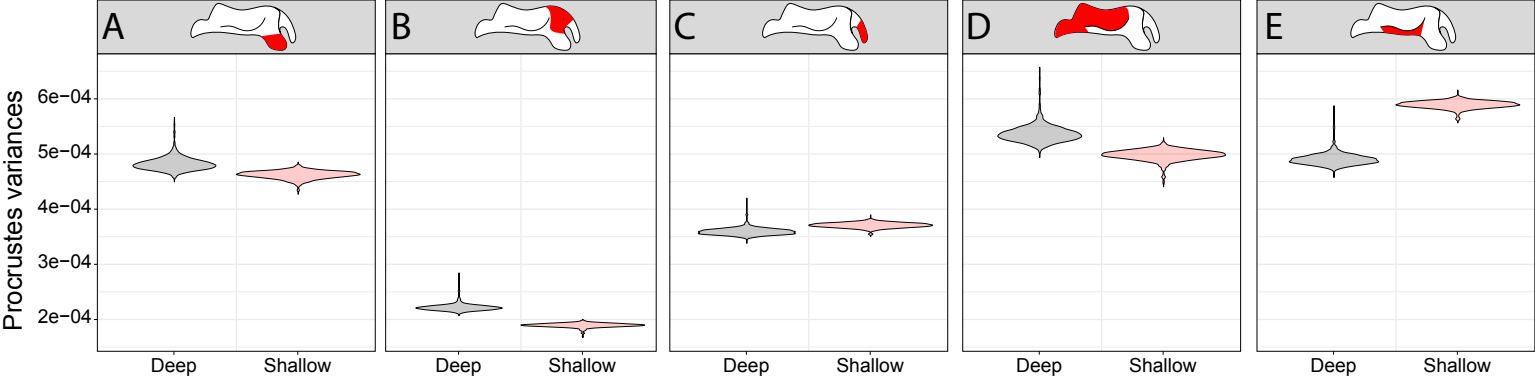 A B C D E
Procrustes variances
6e−04
5e−04
4e−04
3e−04
2e−04
Deep Shallow Deep Shallow Deep Shallow Deep Shallow Deep Shallow